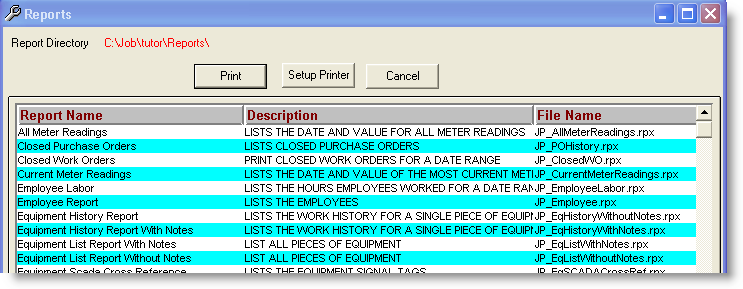 Reports
Report Directory C:\Job\tutor\Reports\
Print Setup Printer Cancel
Report Name Description File Name
All Meter Readings LISTS THE DATE AND VALUE FOR ALL METER READINGS JP_AllMeterReadings.rpx
Closed Purchase Orders LISTS CLOSED PURCHASE ORDERS JP_POHistory.rpx
Closed Work Orders PRINT CLOSED WORK ORDERS FOR A DATE RANGE JP_ClosedWO.rpx
Current Meter Readings LISTS THE DATE AND VALUE OF THE MOST CURRENT METI JP_CurrentMeterReadings.rpx
Employee Labor LISTS THE HOURS EMPLOYEES WORKED FOR A DATE RAN JP_EmployeeLabor.rpx
Employee Report LISTS THE EMPLOYEES JP_Employee.rpx
Equipment History Report LISTS THE WORK HISTORY FOR A SINGLE PIECE OF EQUIPI JP_EqHistoryWithoutNotes.rpx
Equipment History Report With Notes LISTS THE WORK HISTORY FOR A SINGLE PIECE OF EQUIPI JP_EqHistoryWithNotes.rpx
Equipment List Report With Notes LIST ALL PIECES OF EQUIPMENT JP_EqListWithNotes.rpx
Equipment List Report Without Notes LIST ALL PIECES OF EQUIPMENT JP_EqListWithoutNotes.rpx
Equipment Scada Cross Reference LISTS THE EQUIPMENT SIGNAL TAGS JP_EqSCADACrossRef.rpx